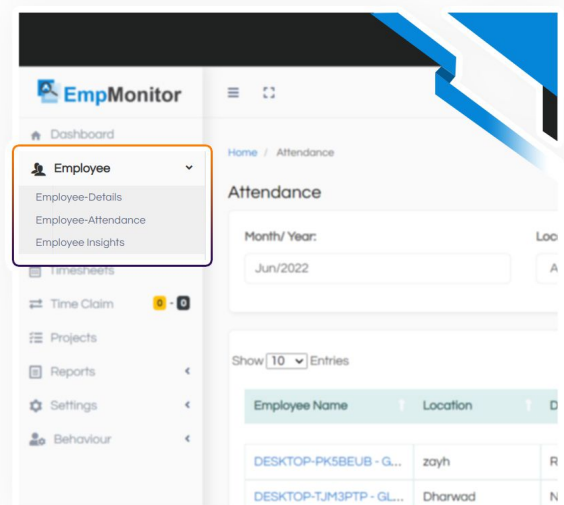 EmpMonitor
Dashboard
Employee
Employee-Details
Employee-Attendance
Employee Insights
Timesheets
Time Claim 0 - 0
Projects
Reports
Settings
Behaviour
Home / Attendance
Attendance
Month/ Year:
Jun/2022
Loc
A
Show 10 Entries
Employee Name Location D
DESKTOP-PK5BEUB - G... zayh R
DESKTOP-TJM3PTP - GL... Dharwad N